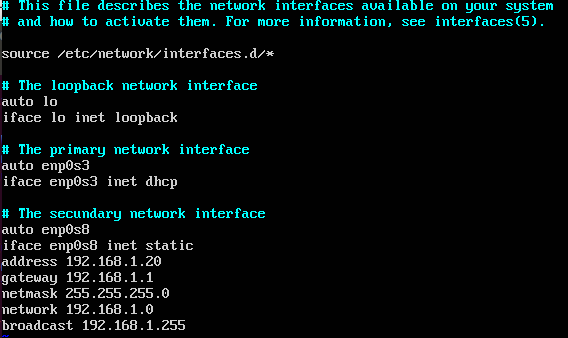 # This file describes the network interfaces available on your system
# and how to activate them. For more information, see interfaces(5).
source /etc/network/interfaces.d/*
# The loopback network interface
auto lo
iface lo inet loopback
# The primary network interface
auto enp0s3
iface enp0s3 inet dhcp
# The secundary network interface
auto enp0s8
iface enp0s8 inet static
address 192.168.1.20
gateway 192.168.1.1
netmask 255.255.255.0
network 192.168.1.0
broadcast 192.168.1.255